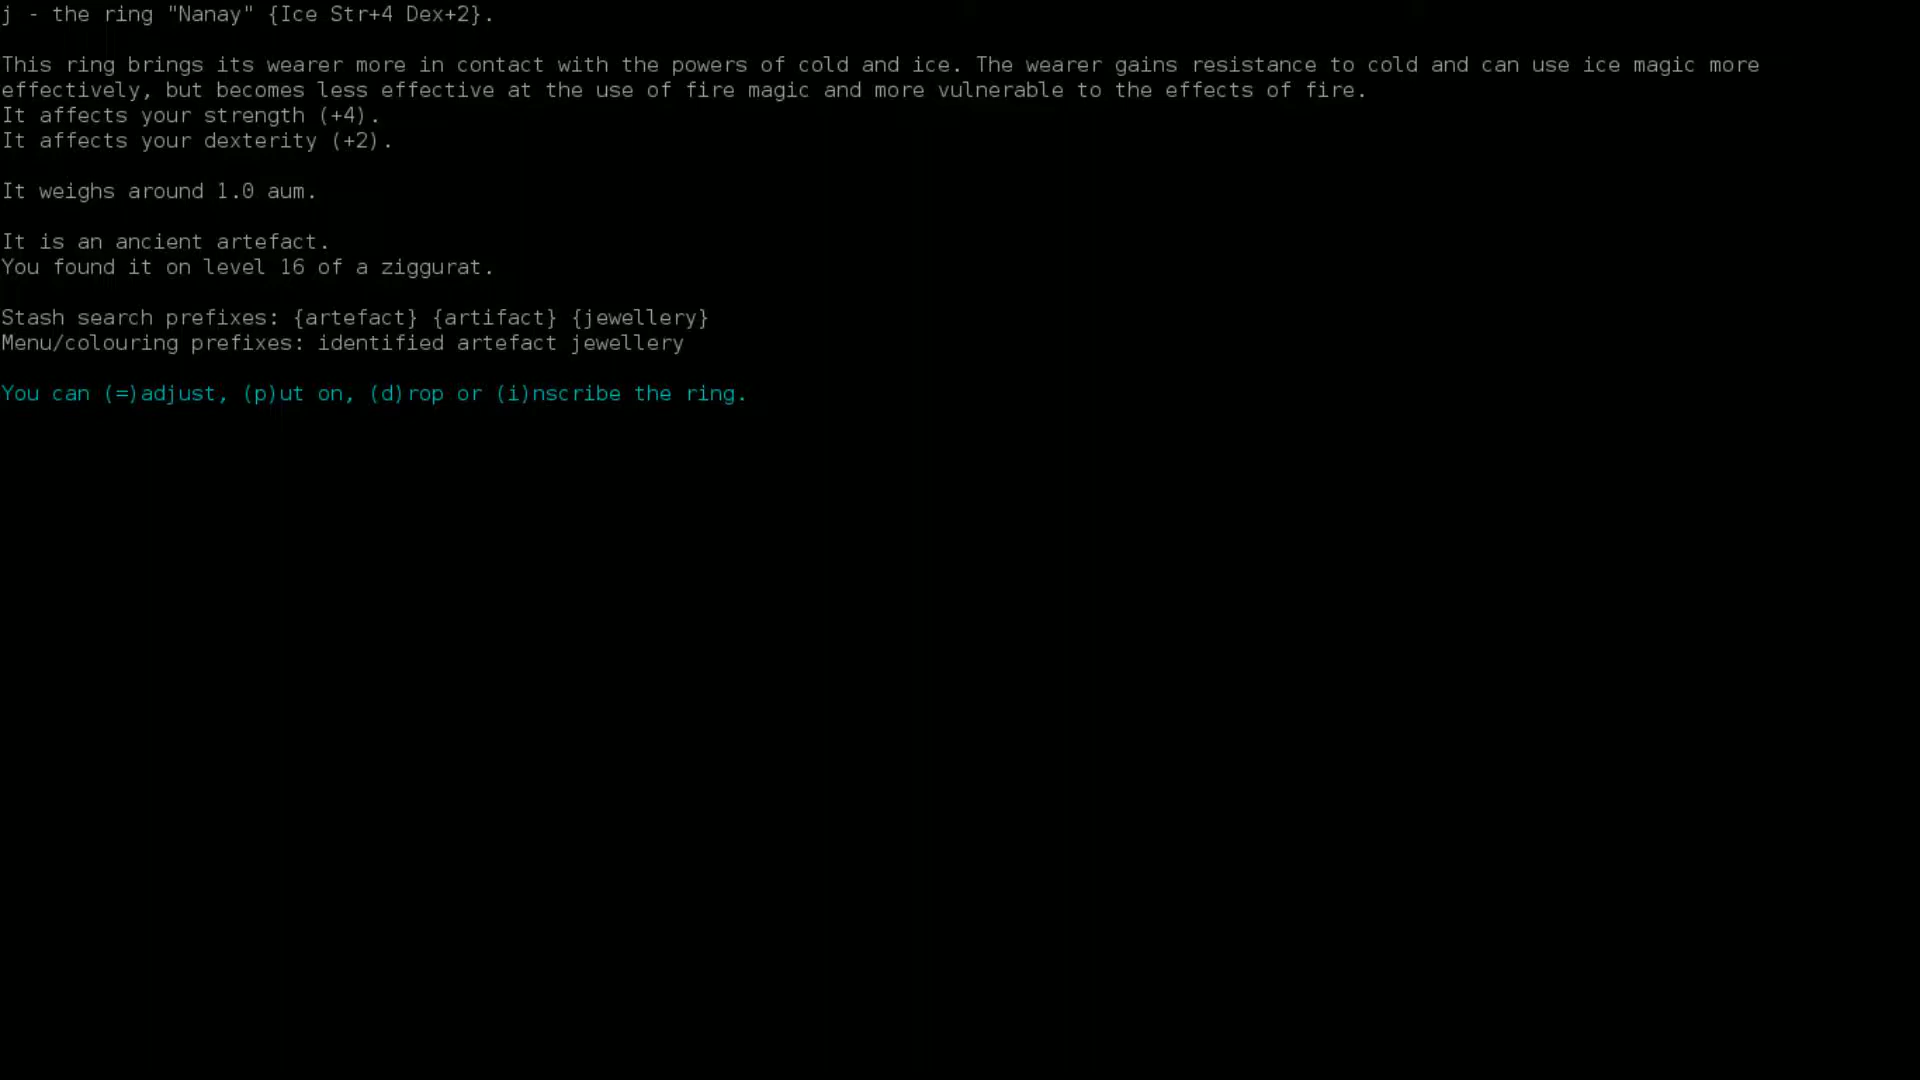 j - the ring "Nanay" {Ice Str+4 Dex+2}.
This ring brings its wearer more in contact with the powers of cold and ice. The wearer gains resistance to cold and can use ice magic more
effectively, but becomes less effective at the use of fire magic and more vulnerable to the effects of fire.
It affects your strength (+4).
It affects your dexterity (+2).
It weighs around 1.0 aum.
It is an ancient artefact.
You found it on level 16 of a ziggurat.
Stash search prefixes: {artefact} {artifact} {jewellery}
Menu/colouring prefixes: identified artefact jewellery
You can (=)adjust, (p)ut on, (d)rop or (i)nscribe the ring.